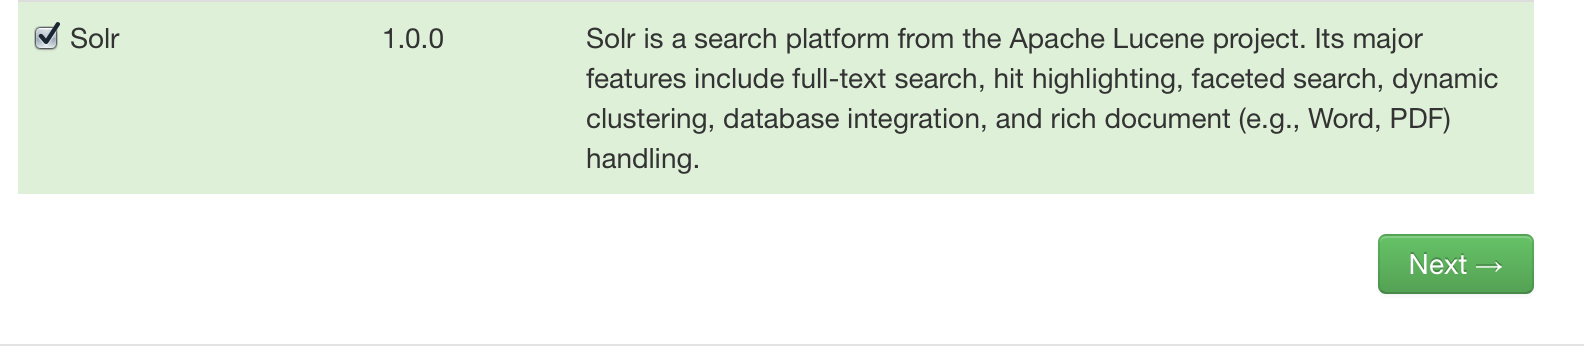 Solr 1.0.0 Solr is a search platform from the Apache Lucene project. Its major
features include full-text search, hit highlighting, faceted search, dynamic
clustering, database integration, and rich document (e.g., Word, PDF)
handling.
Next →